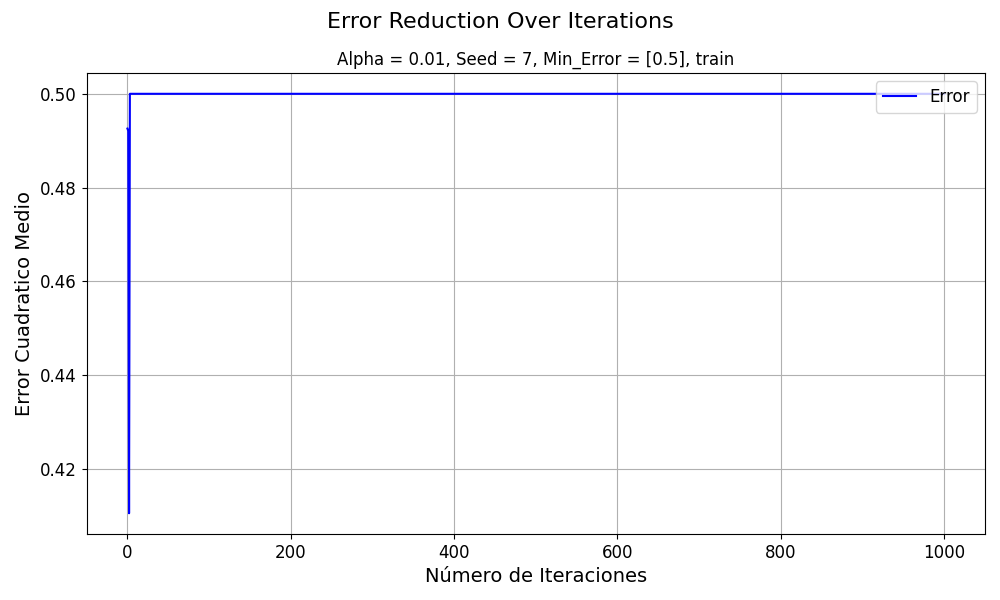 Error Reduction Over Iterations
Alpha = 0.01, Seed = 7, Min_Error = [0.5], train
Error
Error Cuadratico Medio
0.50
0.48
0.46
0.44
0.42
0 200 400 600 800 1000
Número de Iteraciones